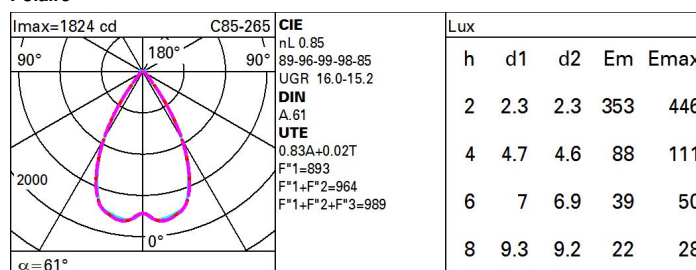 Imax=1824 cd C85-265
90° 180° 90°
2000
0°
α=61°
CIE
nL 0.85
89-96-99-98-85
UGR 16.0-15.2
DIN
A.61
UTE
0.83A+0.02T
F"1=893
F"1+F"2=964
F"1+F"2+F"3=989
Lux
h d1 d2 Em Emax
2 2.3 2.3 353 446
4 4.7 4.6 88 111
6 7 6.9 39 50
8 9.3 9.2 22 28